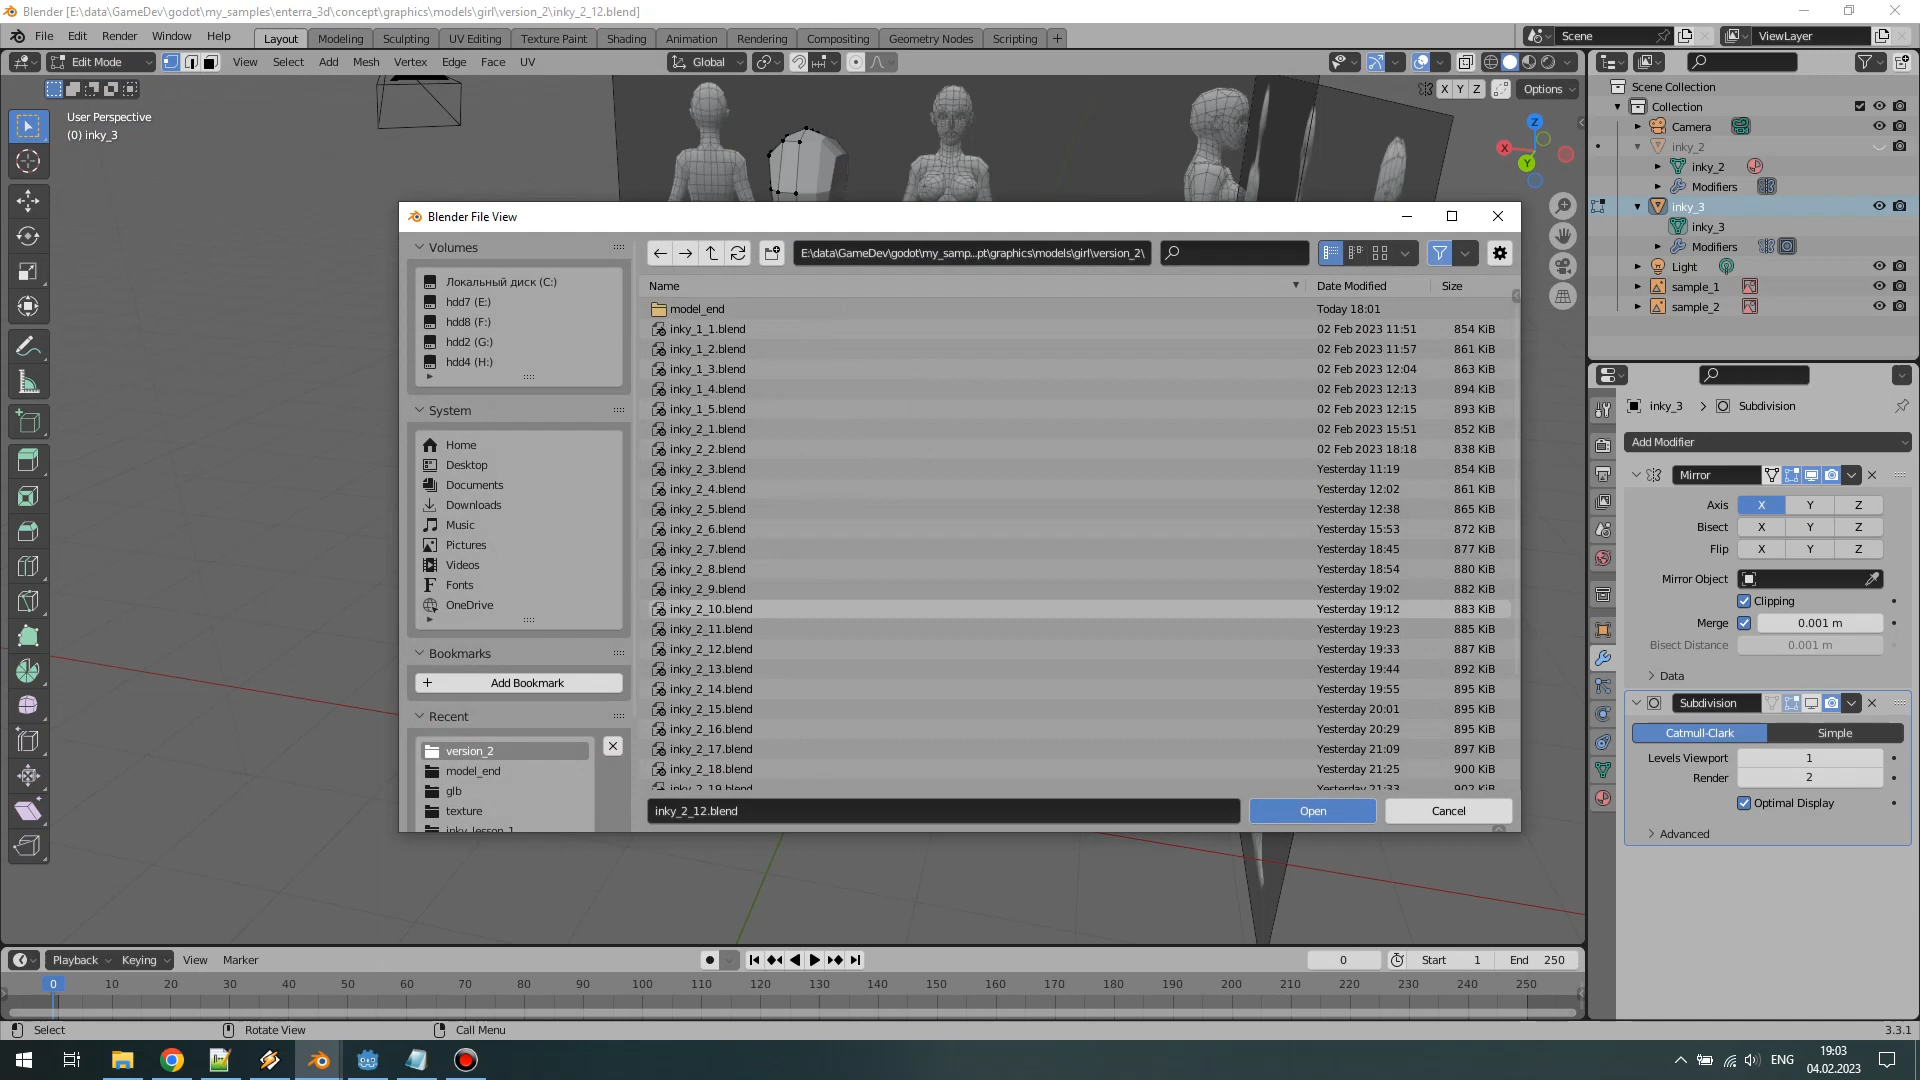 Blender [E:\data\GameDev\godot\my_samples\enterra_3d\concept\graphics\models\girl\version_2\inky_2_12.blend]
File Edit Render Window Help Layout Modeling Sculpting UV Editing Texture Paint Shading Animation Rendering Compositing Geometry Nodes Scripting Scene ViewLayer
Edit Mode View Select Add Mesh Vertex Edge Face UV Global
X Y Z Options
User Perspective
(0) inky_3
Z
X
Y
Scene Collection
Collection
Camera
inky_2
inky_2
Modifiers
inky_3
inky_3
Modifiers
Light
sample_1
sample_2
Blender File View
Volumes
Локальный диск (C:)
hdd7 (E:)
hdd8 (F:)
hdd2 (G:)
hdd4 (H:)
System
Home
Desktop
Documents
Downloads
Music
Pictures
Videos
Fonts
OneDrive
Bookmarks
Add Bookmark
Recent
version_2
model_end
glb
texture
inky_lesson_1
E:\data\GameDev\godot\my_samp...pt\graphics\models\girl\version_2\
Name Date Modified Size
model_end Today 18:01
inky_1_1.blend 02 Feb 2023 11:51 854 KiB
inky_1_2.blend 02 Feb 2023 11:57 861 KiB
inky_1_3.blend 02 Feb 2023 12:04 863 KiB
inky_1_4.blend 02 Feb 2023 12:13 894 KiB
inky_1_5.blend 02 Feb 2023 12:15 893 KiB
inky_2_1.blend 02 Feb 2023 15:51 852 KiB
inky_2_2.blend 02 Feb 2023 18:18 838 KiB
inky_2_3.blend Yesterday 11:19 854 KiB
inky_2_4.blend Yesterday 12:02 861 KiB
inky_2_5.blend Yesterday 12:38 865 KiB
inky_2_6.blend Yesterday 15:53 872 KiB
inky_2_7.blend Yesterday 18:45 877 KiB
inky_2_8.blend Yesterday 18:54 880 KiB
inky_2_9.blend Yesterday 19:02 882 KiB
inky_2_10.blend Yesterday 19:12 883 KiB
inky_2_11.blend Yesterday 19:23 885 KiB
inky_2_12.blend Yesterday 19:33 887 KiB
inky_2_13.blend Yesterday 19:44 892 KiB
inky_2_14.blend Yesterday 19:55 895 KiB
inky_2_15.blend Yesterday 20:01 895 KiB
inky_2_16.blend Yesterday 20:29 895 KiB
inky_2_17.blend Yesterday 21:09 897 KiB
inky_2_18.blend Yesterday 21:25 900 KiB
inky_2_19.blend Yesterday 21:33 902 KiB
inky_2_12.blend Open Cancel
inky_3 Subdivision
Add Modifier
Mirror
Axis X Y Z
Bisect X Y Z
Flip X Y Z
Mirror Object
Clipping
Merge 0.001 m
Bisect Distance 0.001 m
Data
Subdivision
Catmull-Clark Simple
Levels Viewport 1
Render 2
Optimal Display
Advanced
Playback Keying View Marker 0 Start 1 End 250
0 10 20 30 40 50 60 70 80 90 100 110 120 130 140 150 160 170 180 190 200 210 220 230 240 250
Select Rotate View Call Menu 3.3.1
ENG 19:03
04.02.2023